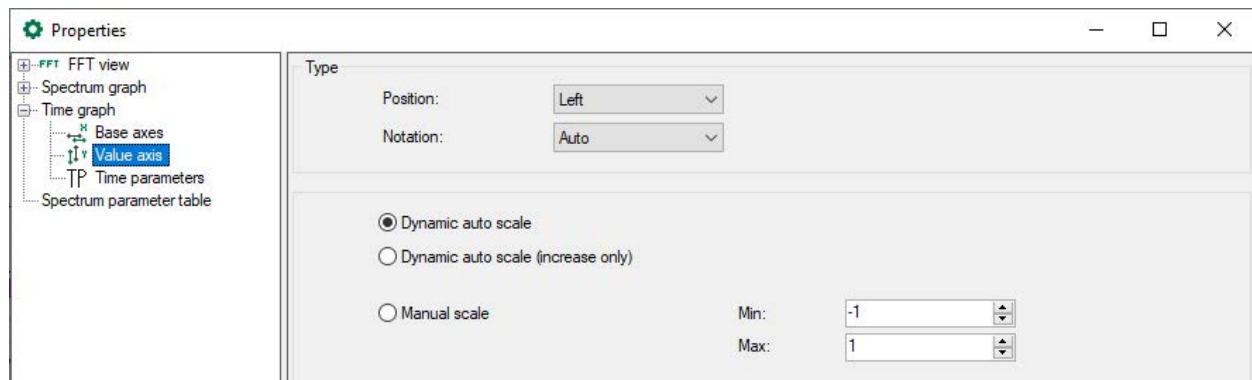 Properties
FFT FFT view
Spectrum graph
Time graph
X Base axes
Y Value axis
TP Time parameters
Spectrum parameter table
Type
Position: Left
Notation: Auto
Dynamic auto scale
Dynamic auto scale (increase only)
Manual scale Min: -1
Max: 1